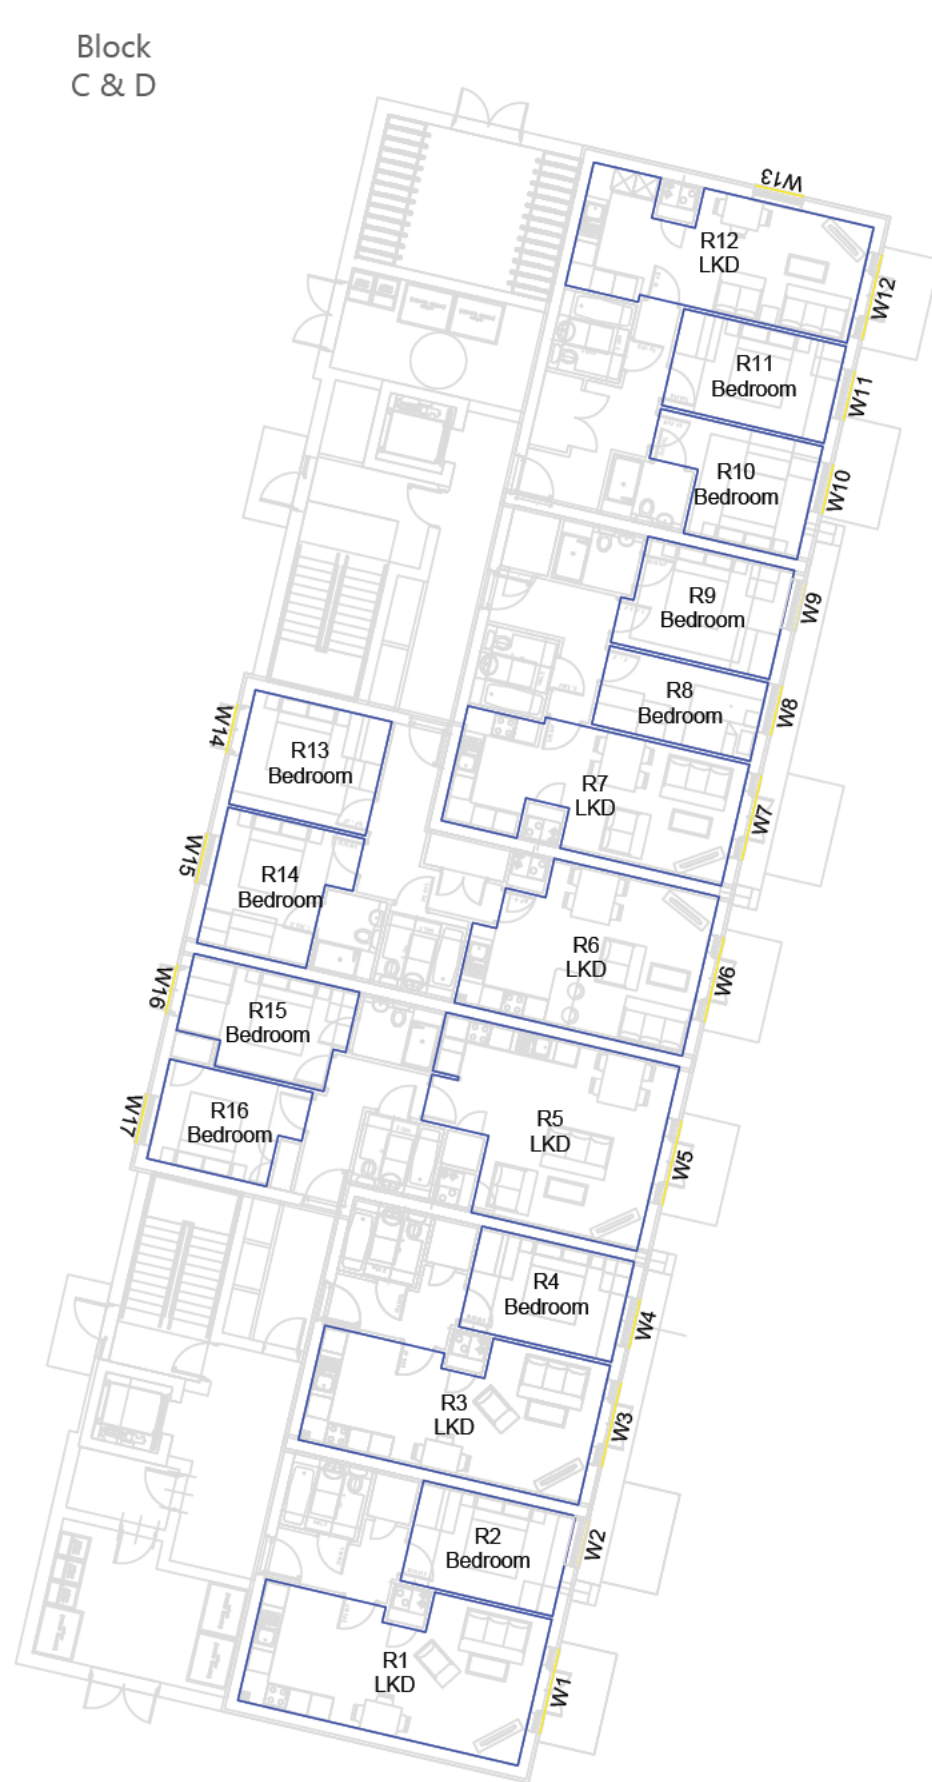 Block
C & D
W13
R12
LKD
W12
R11
Bedroom
W11
R10
Bedroom
W10
R9
Bedroom
W9
R8
Bedroom
W8
W14
R13
Bedroom
R7
LKD
W7
W15
R14
Bedroom
R6
LKD
W6
W16
R15
Bedroom
W17
R16
Bedroom
R5
LKD
W5
R4
Bedroom
W4
R3
LKD
W3
R2
Bedroom
W2
R1
LKD
W1